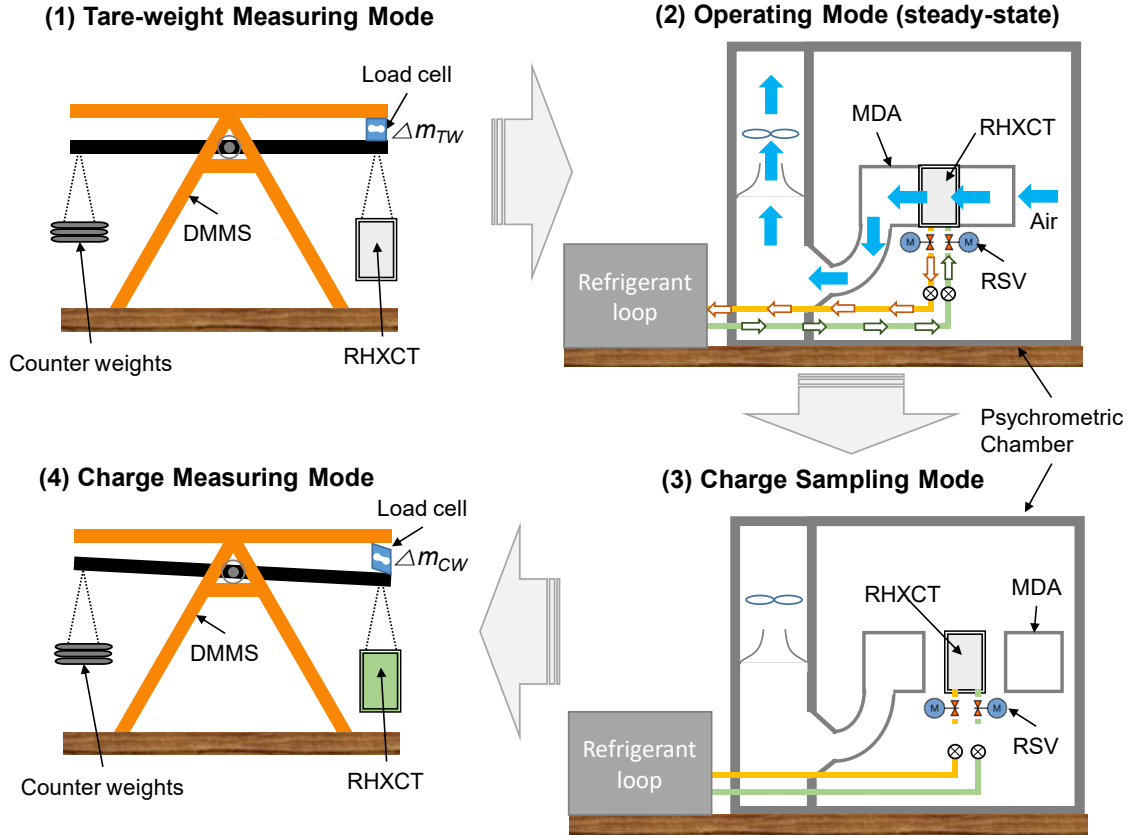 (1) Tare-weight Measuring Mode
Load cell
△m_TW
DMMS
Counter weights
RHXCT
(2) Operating Mode (steady-state)
MDA
RHXCT
Air
M
M
RSV
Refrigerant
loop
Psychrometric
Chamber
(4) Charge Measuring Mode
Load cell
△m_CW
DMMS
Counter weights
RHXCT
(3) Charge Sampling Mode
RHXCT
MDA
M
M
RSV
Refrigerant
loop